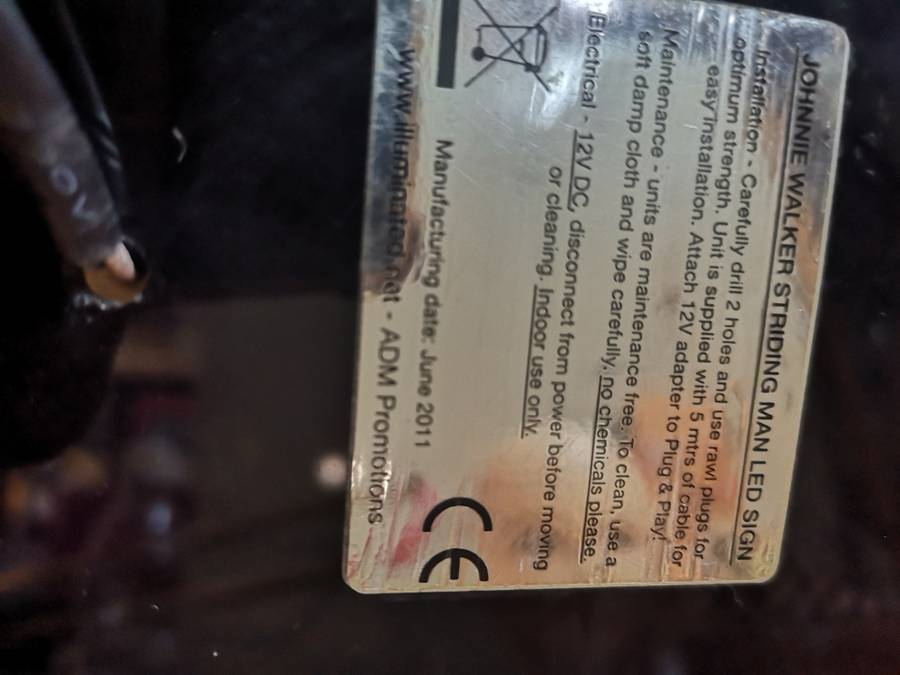 JOHNNIE WALKER STRIDING MAN LED SIGN
Installation - Carefully drill 2 holes and use rawl plugs for
optimum strength. Unit is supplied with 5 mtrs of cable for
easy installation. Attach 12V adapter to Plug & Play!
Maintenance - units are maintenance free. To clean, use a
soft damp cloth and wipe carefully. no chemicals please.
Electrical - 12V DC, disconnect from power before moving
or cleaning. Indoor use only.
Manufacturing date: June 2011
www.illuminated.net - ADM Promotions
CE
0V